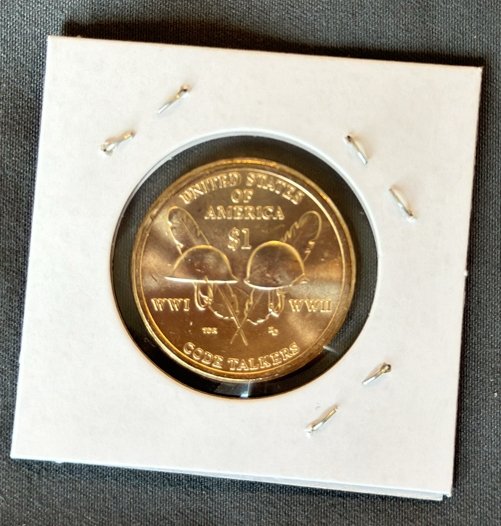 UNITED STATES
OF
AMERICA
$1
WWI WWII
CODE TALKERS